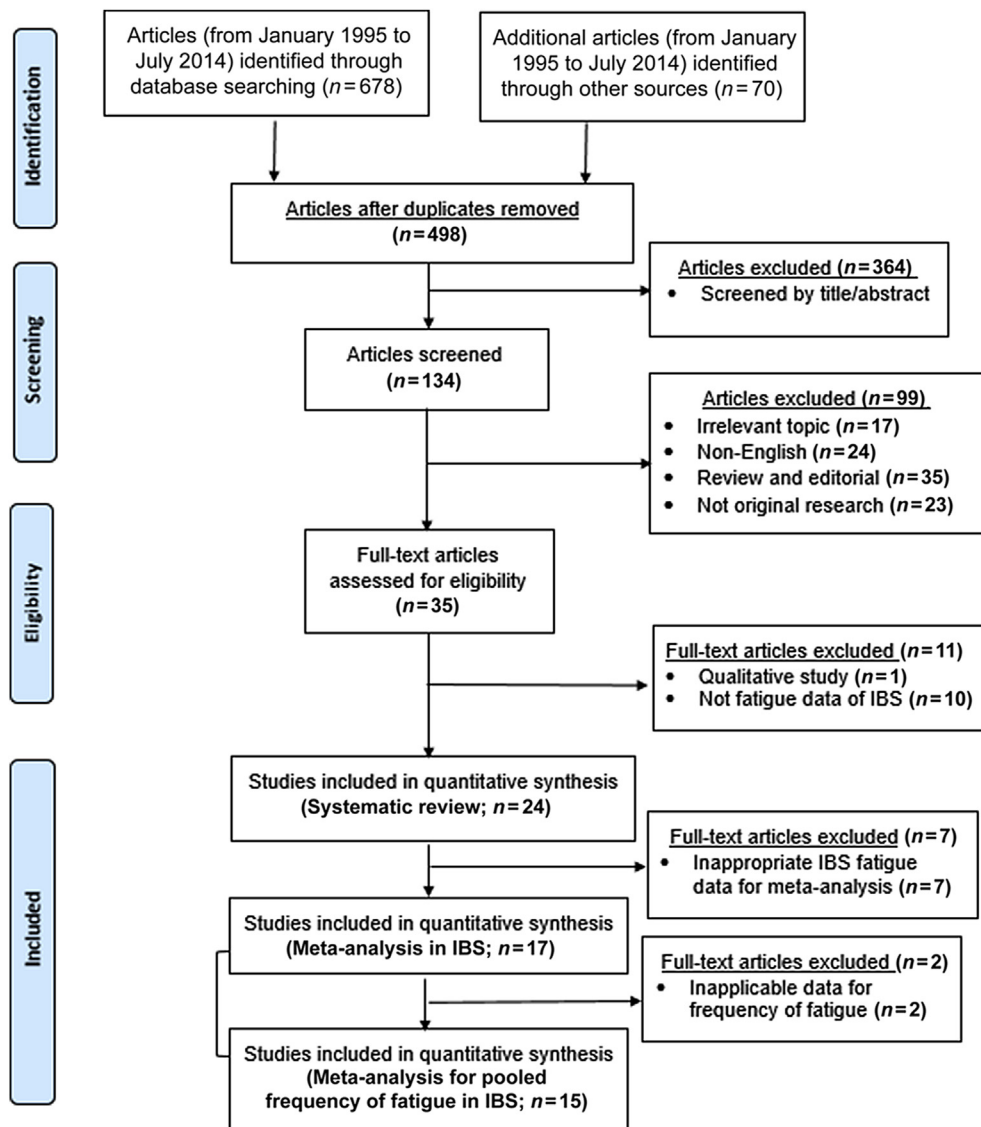 Identification
Articles (from January 1995 to
July 2014) identified through
database searching (n=678)
Additional articles (from January
1995 to July 2014) identified
through other sources (n=70)
Articles after duplicates removed
(n=498)
Screening
Articles excluded (n=364)
• Screened by title/abstract
Articles screened
(n=134)
Articles excluded (n=99)
• Irrelevant topic (n=17)
• Non-English (n=24)
• Review and editorial (n=35)
• Not original research (n=23)
Eligibility
Full-text articles
assessed for eligibility
(n=35)
Full-text articles excluded (n=11)
• Qualitative study (n=1)
• Not fatigue data of IBS (n=10)
Included
Studies included in quantitative synthesis
(Systematic review; n=24)
Full-text articles excluded (n=7)
• Inappropriate IBS fatigue
data for meta-analysis (n=7)
Studies included in quantitative synthesis
(Meta-analysis in IBS; n=17)
Full-text articles excluded (n=2)
• Inapplicable data for
frequency of fatigue (n=2)
Studies included in quantitative synthesis
(Meta-analysis for pooled
frequency of fatigue in IBS; n=15)